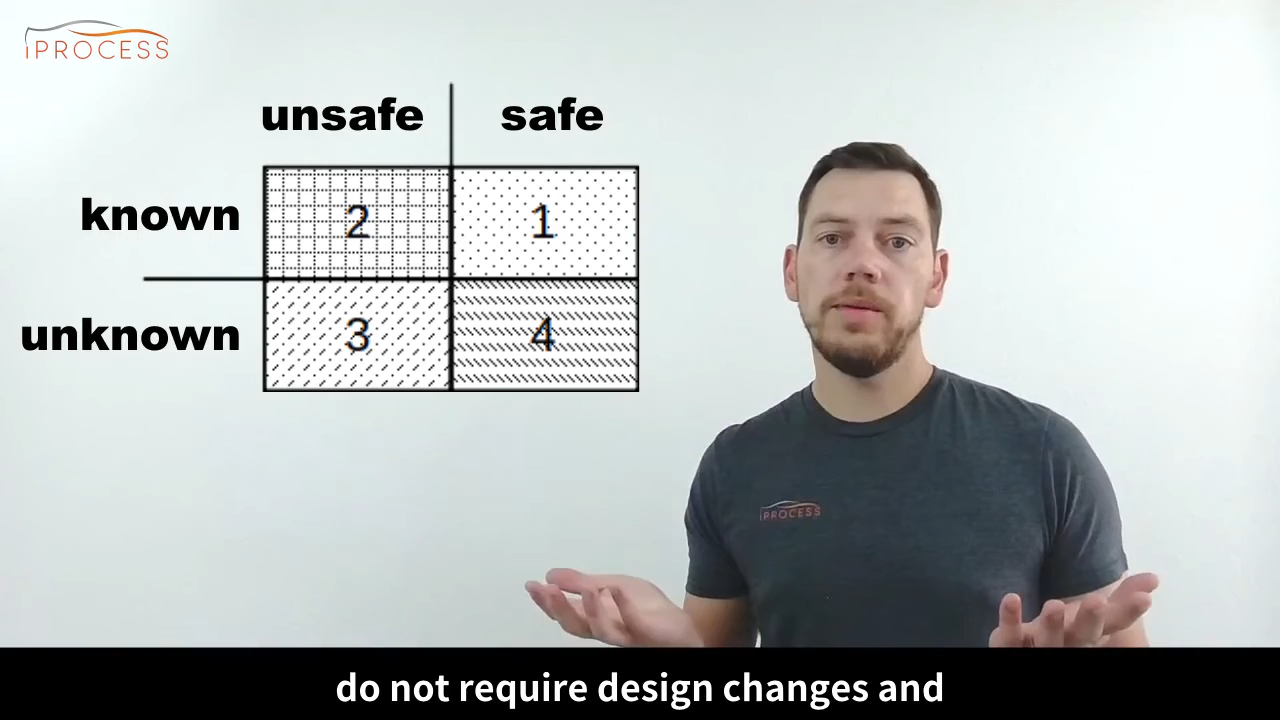 iPROCESS
unsafe safe
known 2 1
unknown 3 4
iPROCESS
do not require design changes and